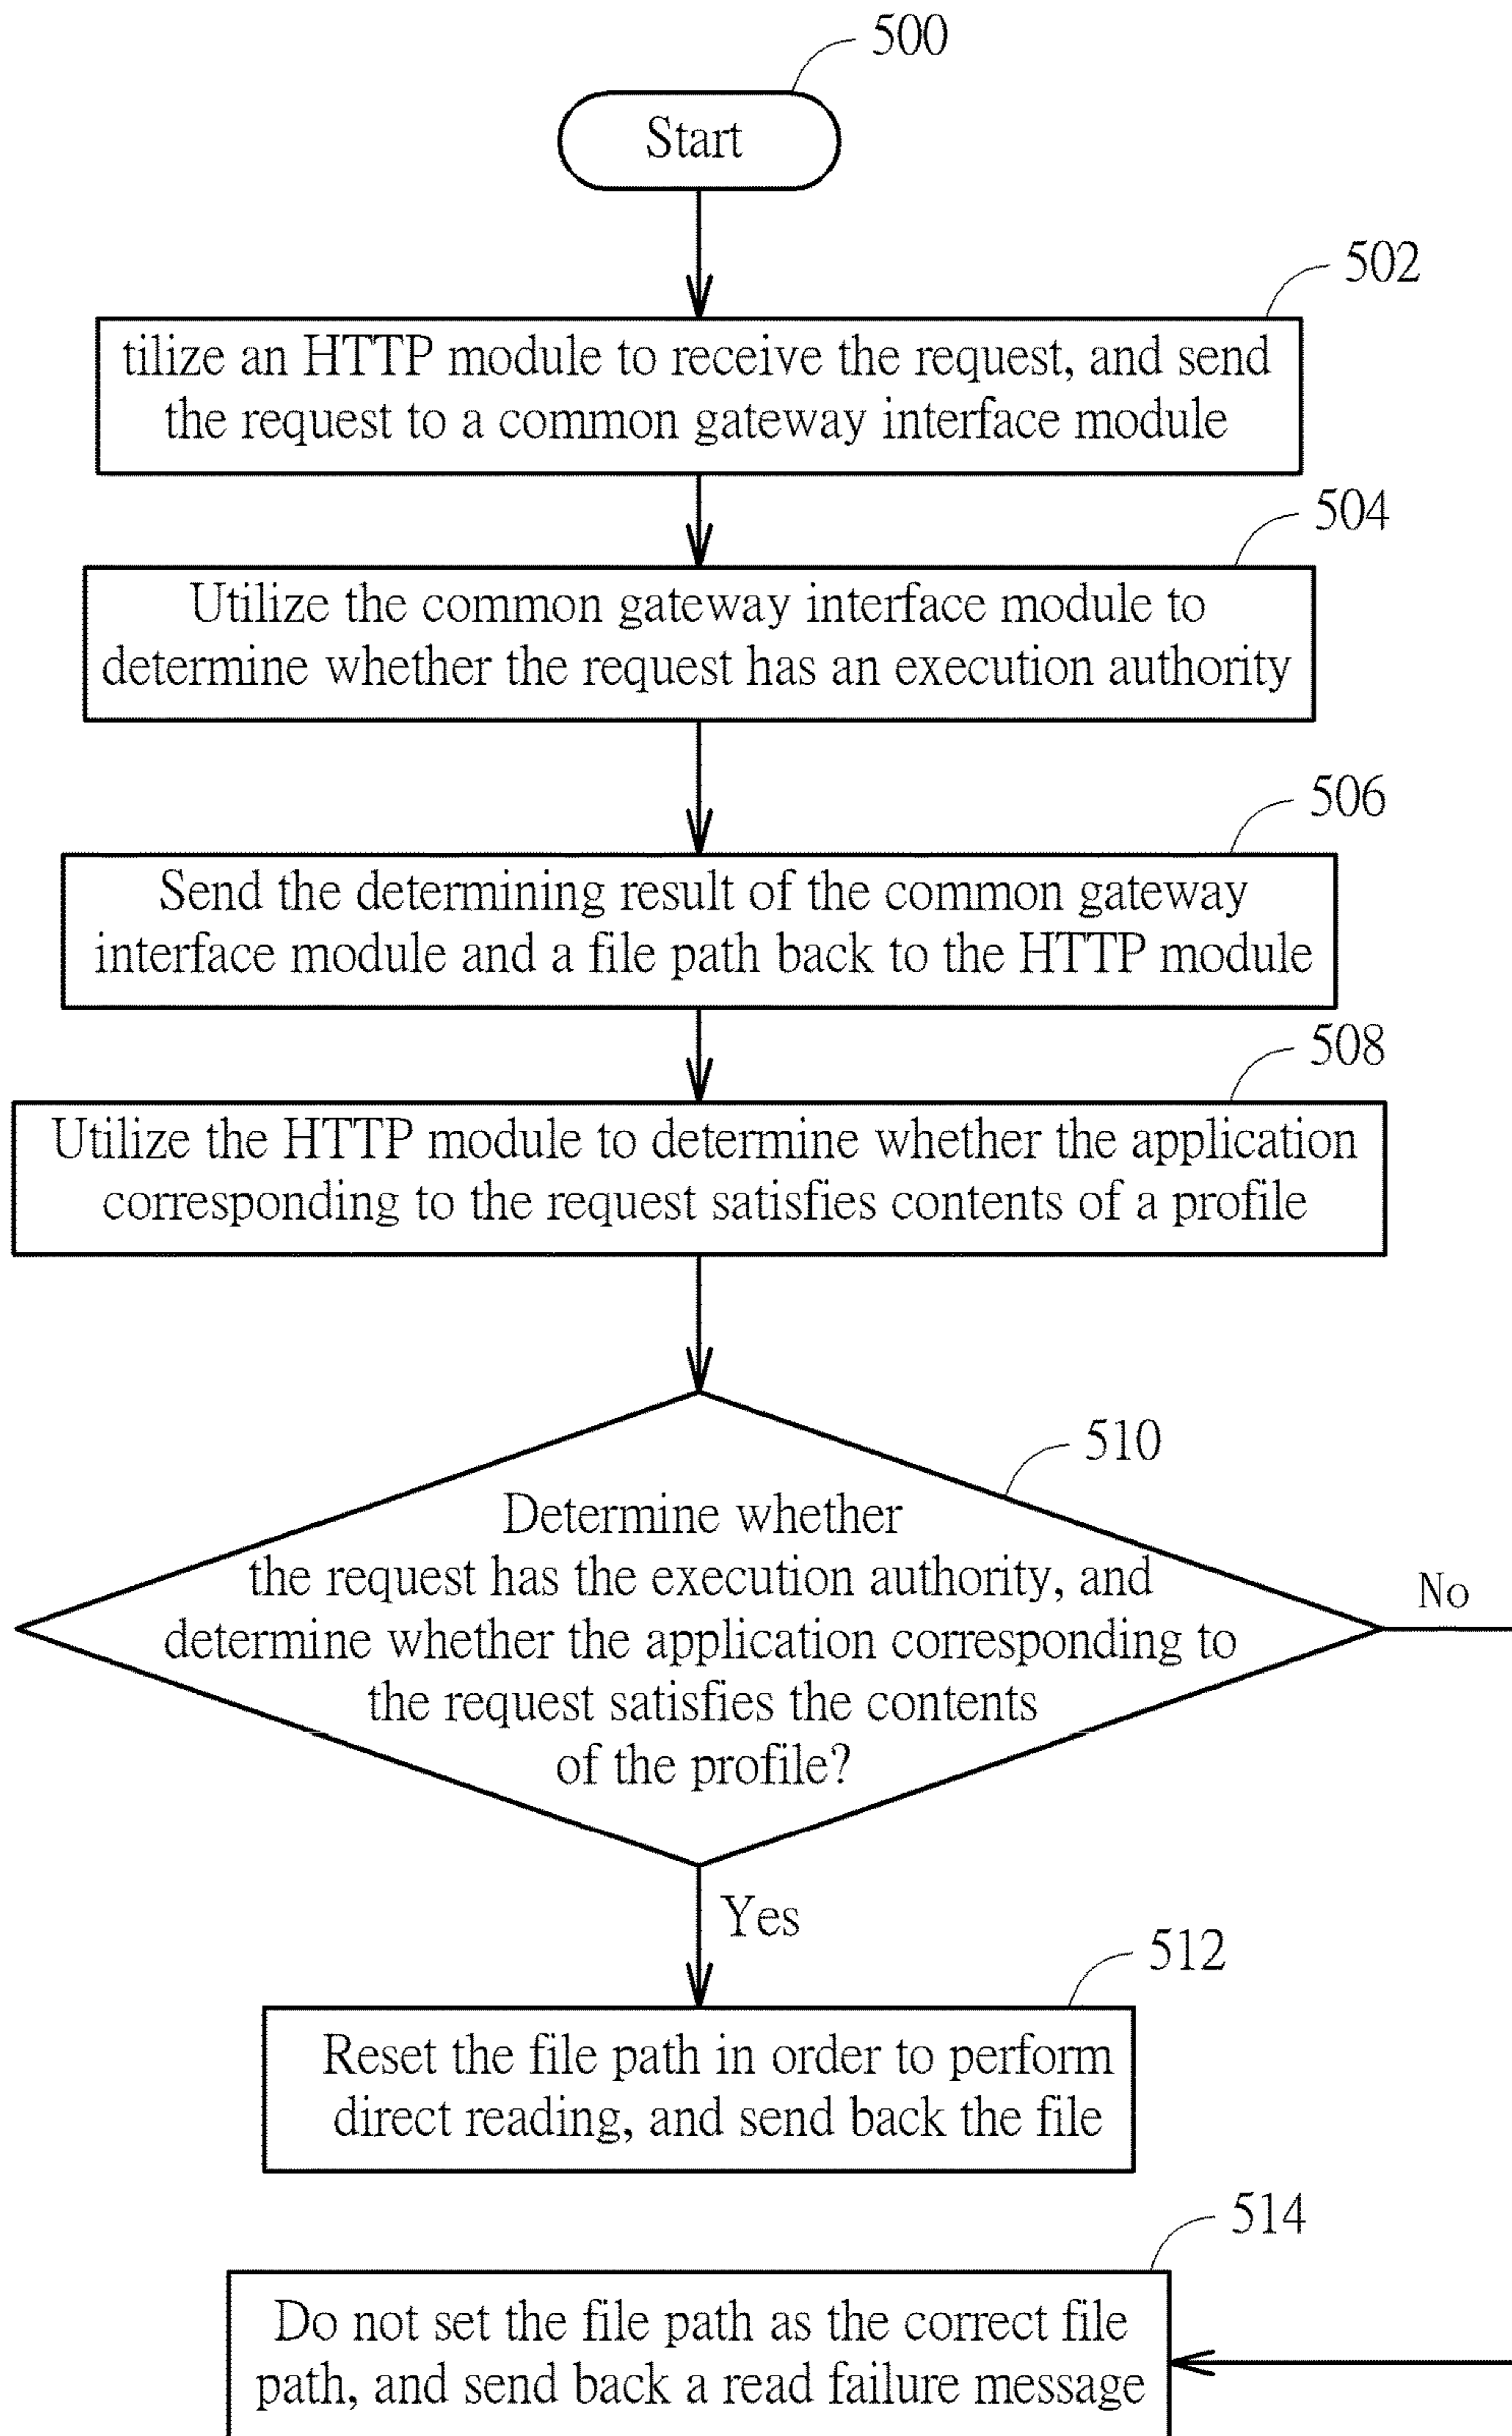 500
Start
502
tilize an HTTP module to receive the request, and send
the request to a common gateway interface module
504
Utilize the common gateway interface module to
determine whether the request has an execution authority
506
Send the determining result of the common gateway
interface module and a file path back to the HTTP module
508
Utilize the HTTP module to determine whether the application
corresponding to the request satisfies contents of a profile
510
Determine whether
the request has the execution authority, and
determine whether the application corresponding to
the request satisfies the contents
of the profile?
No
Yes
512
Reset the file path in order to perform
direct reading, and send back the file
514
Do not set the file path as the correct file
path, and send back a read failure message